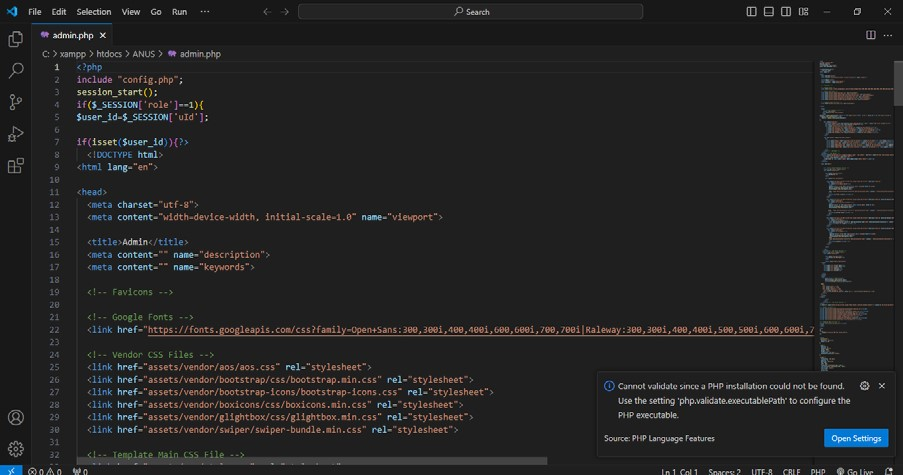 File Edit Selection View Go Run ··· Search
admin.php
C: > xampp > htdocs > ANUS > admin.php
1 <?php
2 include "config.php";
3 session_start();
4 if($_SESSION['role']==1){
5 $user_id=$_SESSION['uId'];
6
7 if(isset($user_id)){?>
8 <!DOCTYPE html>
9 <html lang="en">
10
11 <head>
12 <meta charset="utf-8">
13 <meta content="width=device-width, initial-scale=1.0" name="viewport">
14
15 <title>Admin</title>
16 <meta content="" name="description">
17 <meta content="" name="keywords">
18
19 <!-- Favicons -->
20
21 <!-- Google Fonts -->
22 <link href="https://fonts.googleapis.com/css?family=Open+Sans:300,300i,400,400i,600,600i,700,700i|Raleway:300,300i,400,400i,500,500i,600,600i,7
23
24 <!-- Vendor CSS Files -->
25 <link href="assets/vendor/aos/aos.css" rel="stylesheet">
26 <link href="assets/vendor/bootstrap/css/bootstrap.min.css" rel="stylesheet">
27 <link href="assets/vendor/bootstrap-icons/bootstrap-icons.css" rel="stylesheet">
28 <link href="assets/vendor/boxicons/css/boxicons.min.css" rel="stylesheet">
29 <link href="assets/vendor/glightbox/css/glightbox.min.css" rel="stylesheet">
30 <link href="assets/vendor/swiper/swiper-bundle.min.css" rel="stylesheet">
31
32 <!-- Template Main CSS File -->
Cannot validate since a PHP installation could not be found.
Use the setting 'php.validate.executablePath' to configure the
PHP executable.
Source: PHP Language Features
Open Settings
0 0 0 Ln 1, Col 1 Spaces: 2 UTF-8 CRLF PHP Go Live